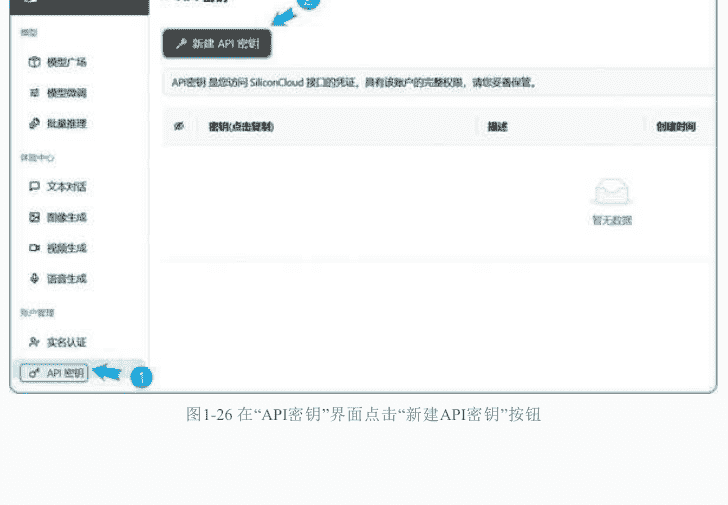 2
模型
新建 API 密钥
模型广场
API密钥 是您访问 SiliconCloud 接口的凭证，具有该账户的完整权限，请您妥善保管。
模型微调
批量推理
密钥(点击复制)
描述
创建时间
体验中心
文本对话
图像生成
暂无数据
视频生成
语音生成
账户管理
实名认证
API 密钥
1
图1-26 在“API密钥”界面点击“新建API密钥”按钮